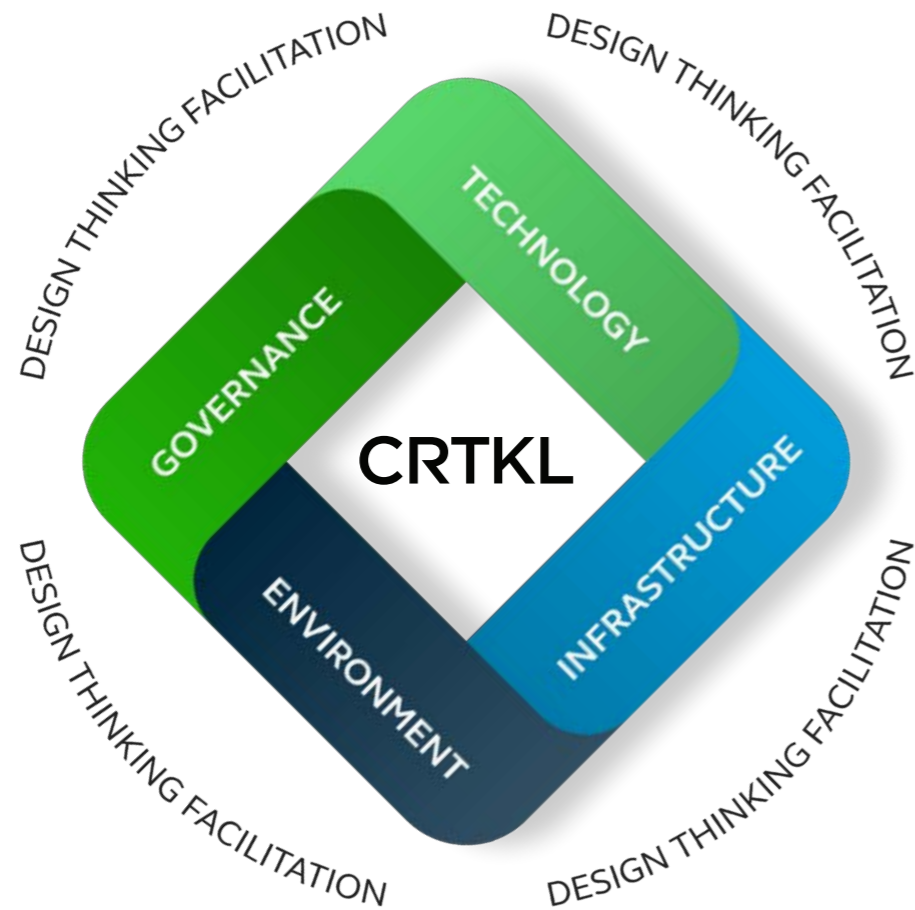 DESIGN THINKING FACILITATION
DESIGN THINKING FACILITATION
TECHNOLOGY
GOVERNANCE
CRTKL
INFRASTRUCTURE
ENVIRONMENT
DESIGN THINKING FACILITATION
DESIGN THINKING FACILITATION